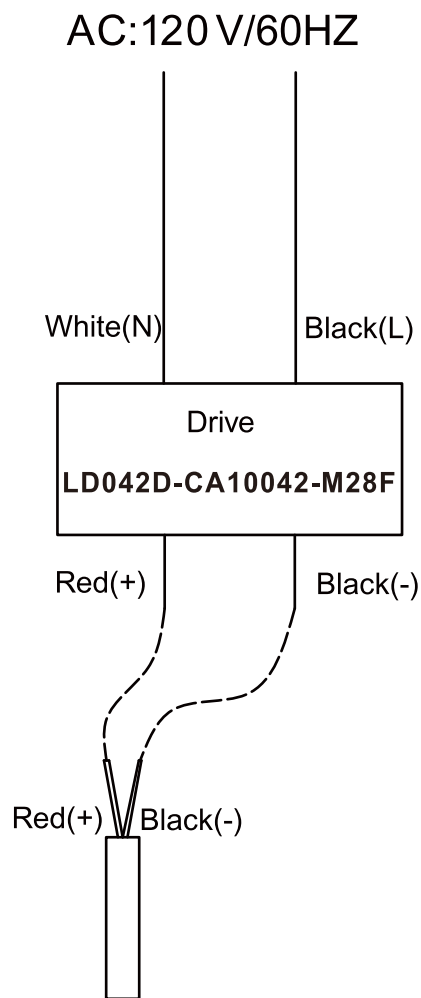 AC:120 V/60HZ
White(N) Black(L)
Drive
LD042D-CA10042-M28F
Red(+) Black(-)
Red(+) Black(-)